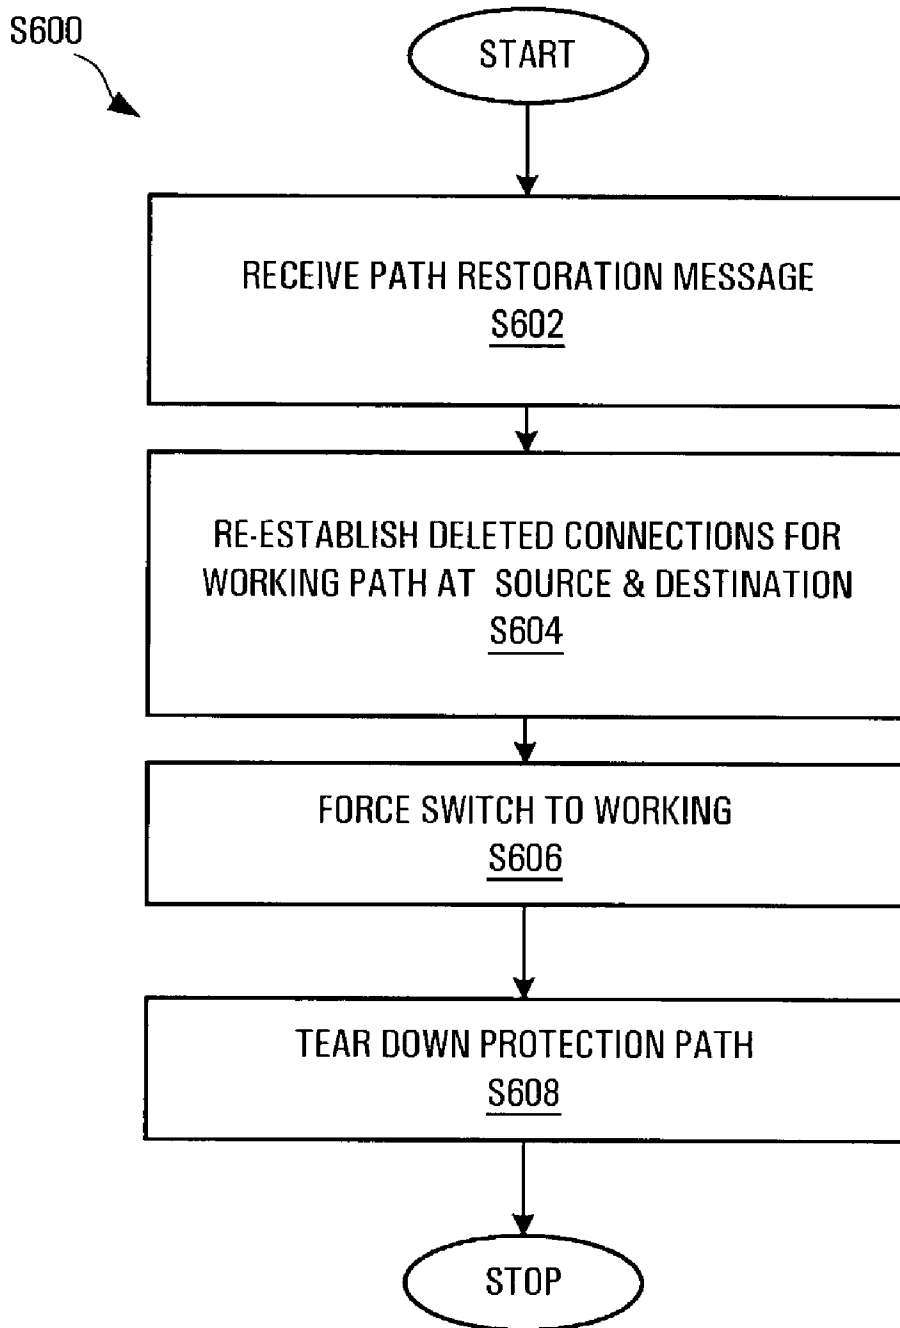 S600
START
RECEIVE PATH RESTORATION MESSAGE
S602
RE-ESTABLISH DELETED CONNECTIONS FOR
WORKING PATH AT SOURCE & DESTINATION
S604
FORCE SWITCH TO WORKING
S606
TEAR DOWN PROTECTION PATH
S608
STOP